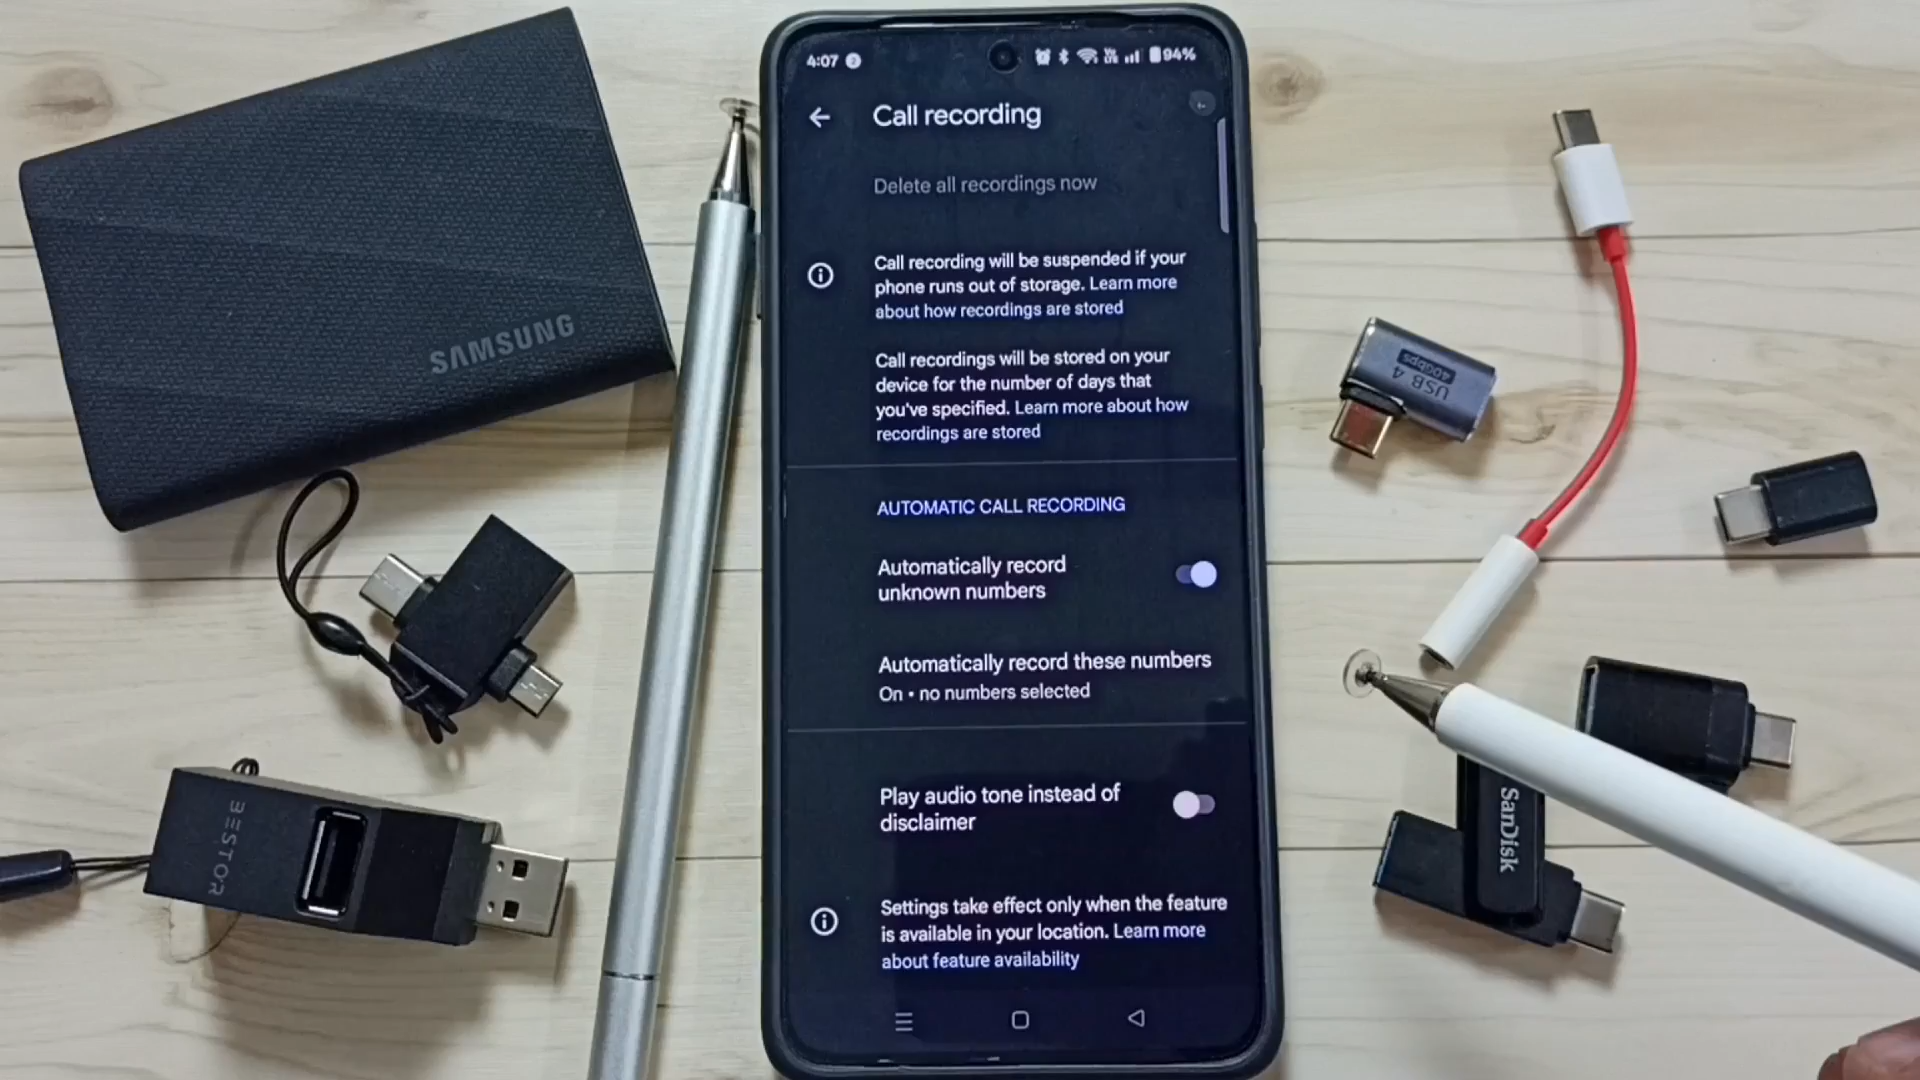 4:07
94%
Call recording
Delete all recordings now
Call recording will be suspended if your
phone runs out of storage. Learn more
about how recordings are stored
Call recordings will be stored on your
device for the number of days that
you've specified. Learn more about how
recordings are stored
AUTOMATIC CALL RECORDING
Automatically record
unknown numbers
Automatically record these numbers
On • no numbers selected
Play audio tone instead of
disclaimer
Settings take effect only when the feature
is available in your location. Learn more
about feature availability
SAMSUNG
BESTOR
USB 4
40Gbps
SanDisk